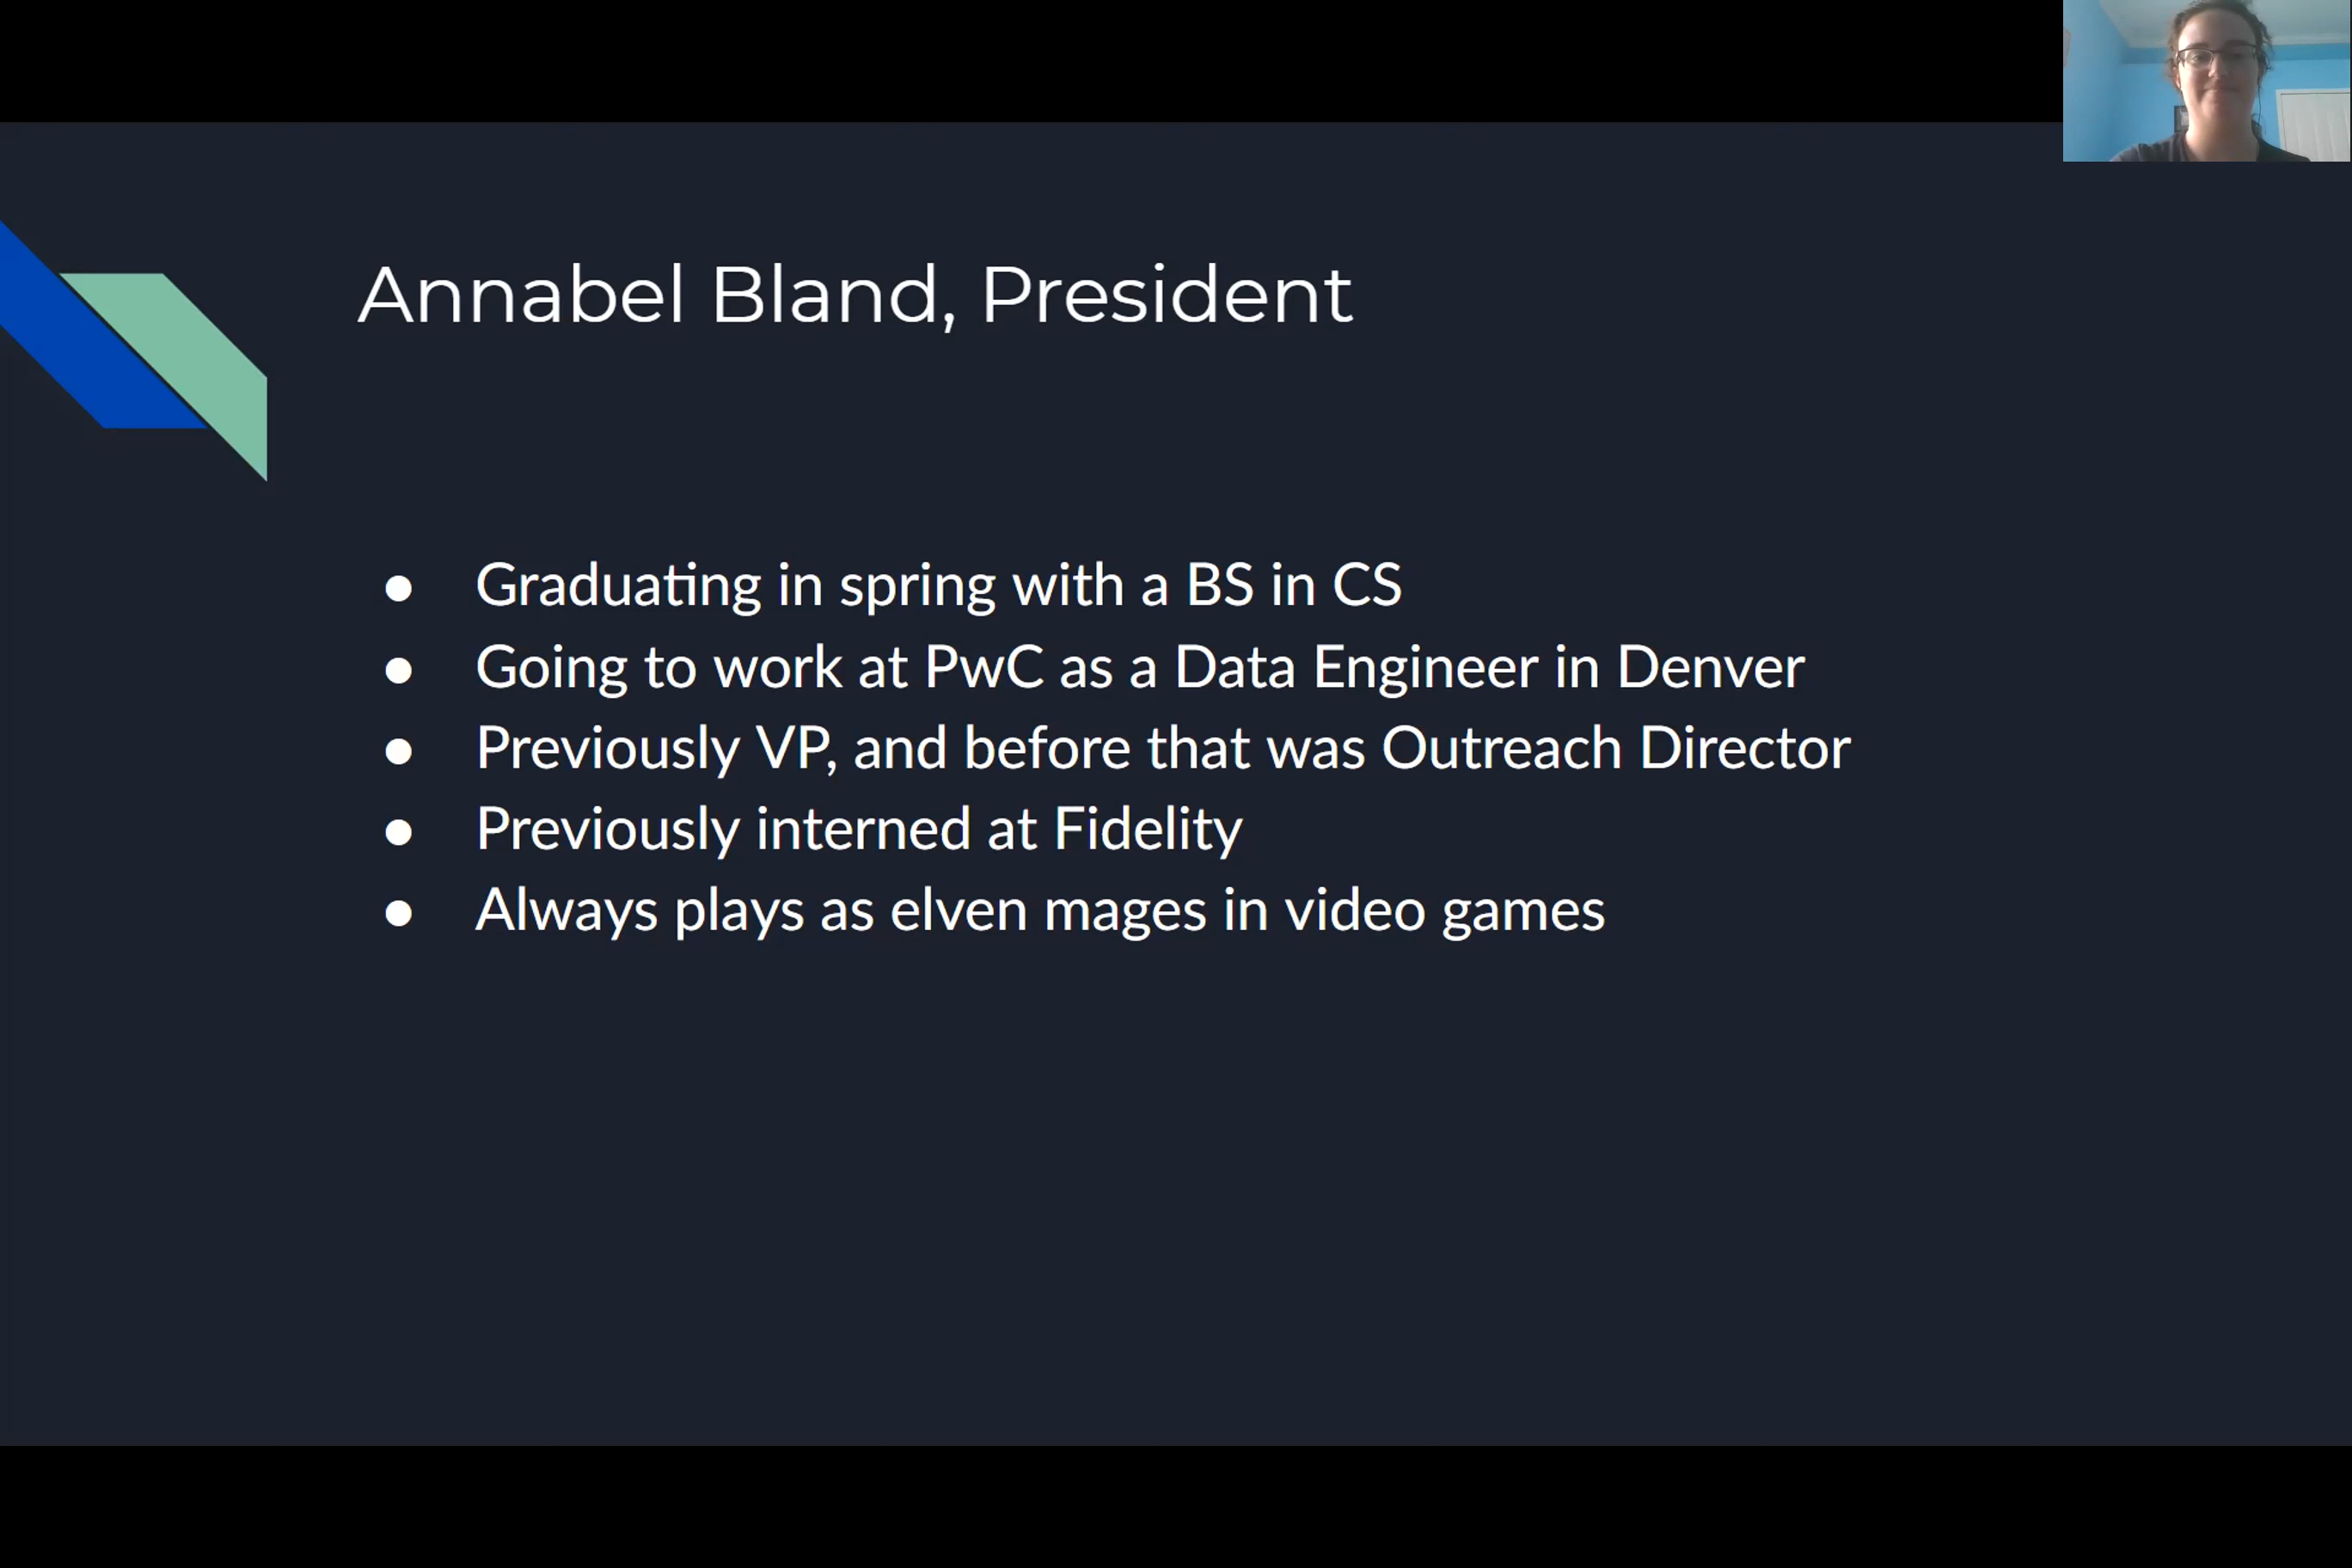 Annabel Bland, President
● Graduating in spring with a BS in CS
● Going to work at PwC as a Data Engineer in Denver
● Previously VP, and before that was Outreach Director
● Previously interned at Fidelity
● Always plays as elven mages in video games